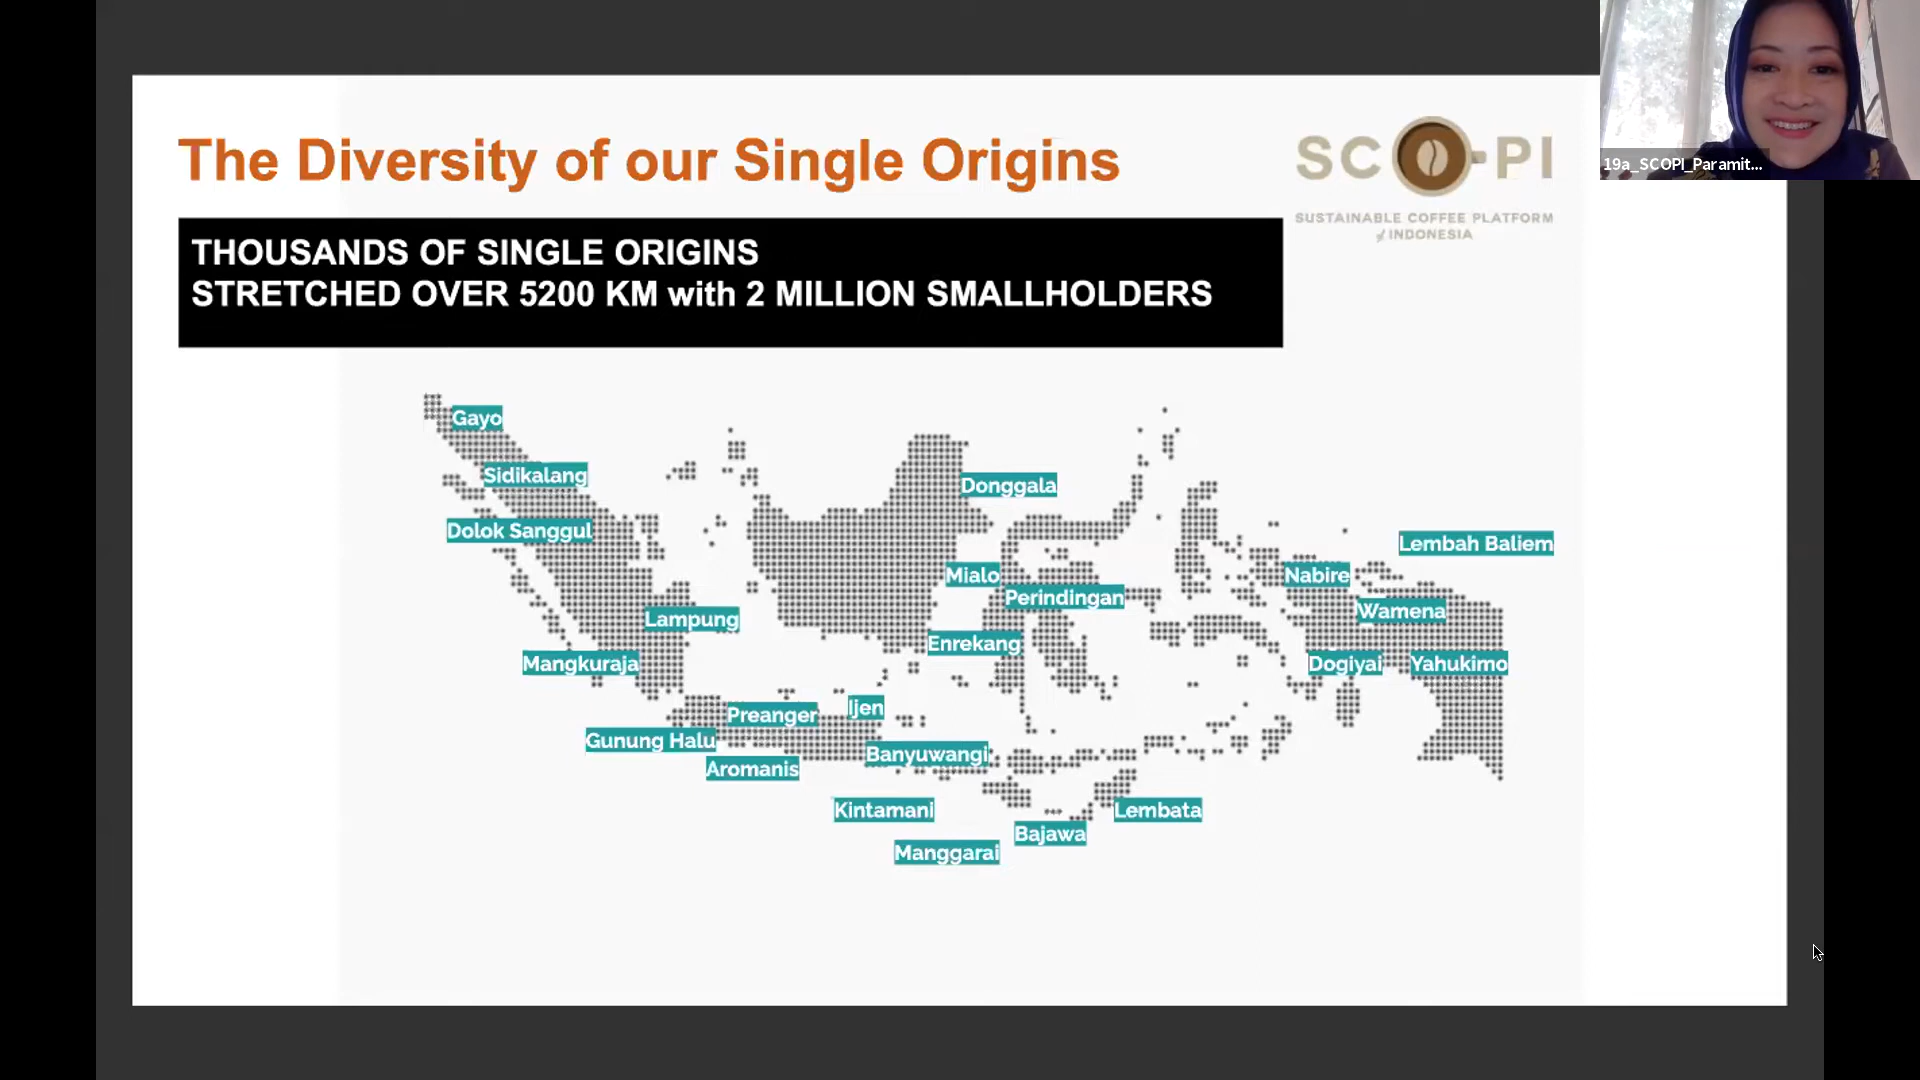 The Diversity of our Single Origins
SCOPI
SUSTAINABLE COFFEE PLATFORM
of INDONESIA
19a_SCOPI_Paramit...
THOUSANDS OF SINGLE ORIGINS
STRETCHED OVER 5200 KM with 2 MILLION SMALLHOLDERS
Gayo
Sidikalang
Donggala
Dolok Sanggul
Lembah Baliem
Mialo
Nabire
Perindingan
Wamena
Lampung
Enrekang
Mangkuraja
Dogiyai
Yahukimo
Ijen
Preanger
Gunung Halu
Banyuwangi
Aromanis
Kintamani
Lembata
Bajawa
Manggarai